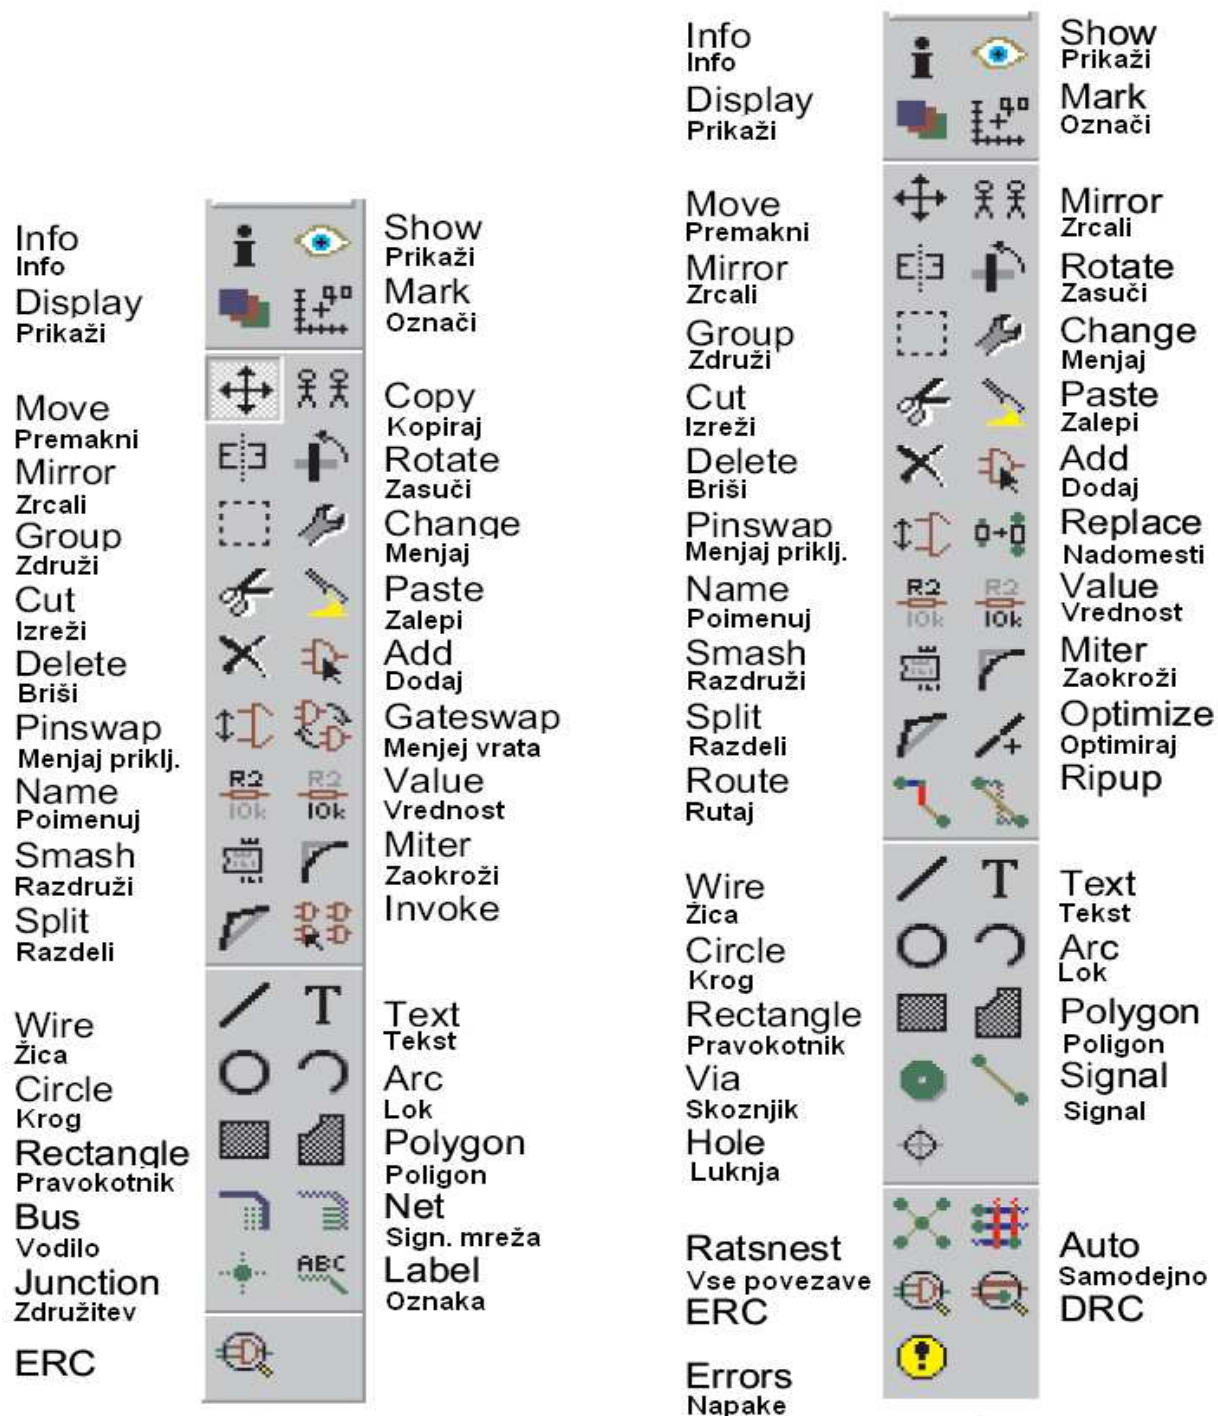 Info
Info
Display
Prikaži
Move
Premakni
Mirror
Zrcali
Group
Združi
Cut
Izreži
Delete
Briši
Pinswap
Menjaj priklj.
Name
Poimenuj
Smash
Razdruži
Split
Razdeli
Wire
Žica
Circle
Krog
Rectangle
Pravokotnik
Bus
Vodilo
Junction
Združitev
ERC
R2
10k
R2
10k
T
ABC
Show
Prikaži
Mark
Označi
Copy
Kopiraj
Rotate
Zasuči
Change
Menjaj
Paste
Zalepi
Add
Dodaj
Gateswap
Menjej vrata
Value
Vrednost
Miter
Zaokroži
Invoke
Text
Tekst
Arc
Lok
Polygon
Poligon
Net
Sign. mreža
Label
Oznaka
Info
Info
Display
Prikaži
Move
Premakni
Mirror
Zrcali
Group
Združi
Cut
Izreži
Delete
Briši
Pinswap
Menjaj priklj.
Name
Poimenuj
Smash
Razdruži
Split
Razdeli
Route
Rutaj
Wire
Žica
Circle
Krog
Rectangle
Pravokotnik
Via
Skoznjik
Hole
Luknja
Ratsnest
Vse povezave
ERC
Errors
Napake
R2
10k
R2
10k
T
Show
Prikaži
Mark
Označi
Mirror
Zrcali
Rotate
Zasuči
Change
Menjaj
Paste
Zalepi
Add
Dodaj
Replace
Nadomesti
Value
Vrednost
Miter
Zaokroži
Optimize
Optimiraj
Ripup
Text
Tekst
Arc
Lok
Polygon
Poligon
Signal
Signal
Auto
Samodejno
DRC